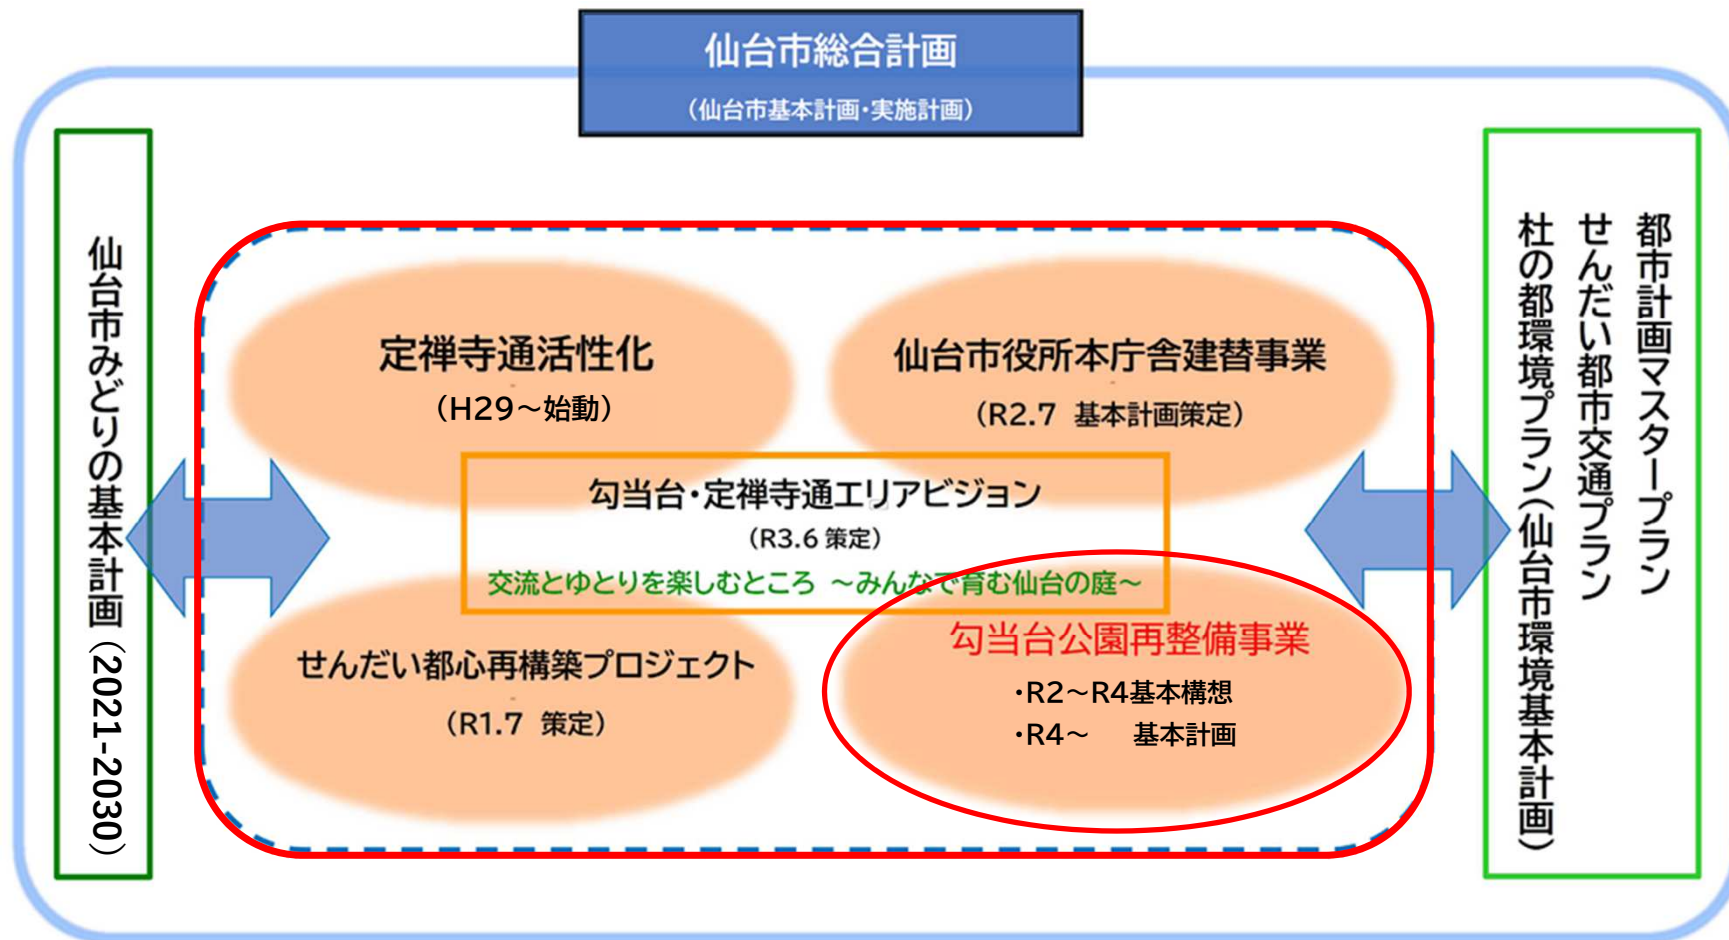 仙台市総合計画
（仙台市基本計画・実施計画）
仙台市みどりの基本計画（2021-2030）
定禅寺通活性化
（H29～始動）
仙台市役所本庁舎建替事業
（R2.7 基本計画策定）
勾当台・定禅寺通エリアビジョン
（R3.6 策定）
交流とゆとりを楽しむところ ～みんなで育む仙台の庭～
せんだい都心再構築プロジェクト
（R1.7 策定）
勾当台公園再整備事業
・R2～R4基本構想
・R4～ 基本計画
都市計画マスタープラン
せんだい都市交通プラン
杜の都環境プラン（仙台市環境基本計画）